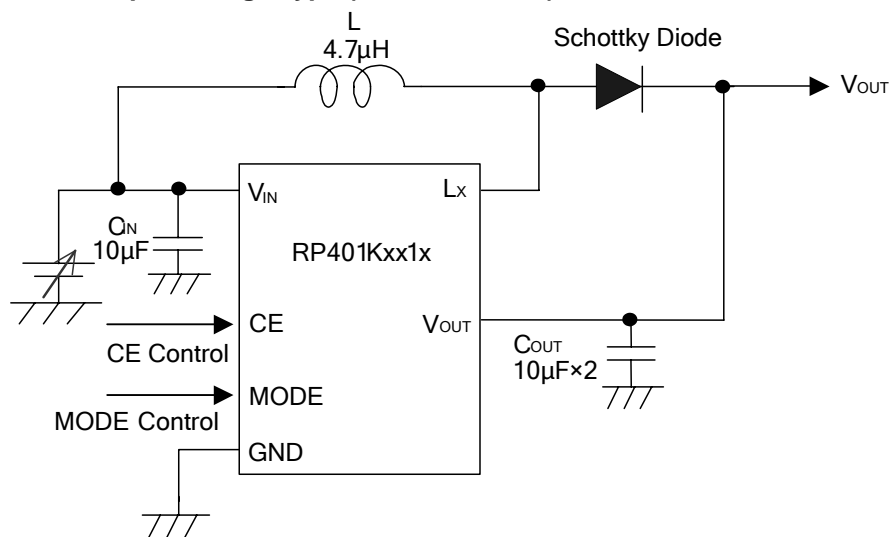 L
4.7µH
Schottky Diode
VOUT
VIN
LX
CIN
10µF
RP401Kxx1x
CE
VOUT
CE Control
COUT
10µF×2
MODE
MODE Control
GND